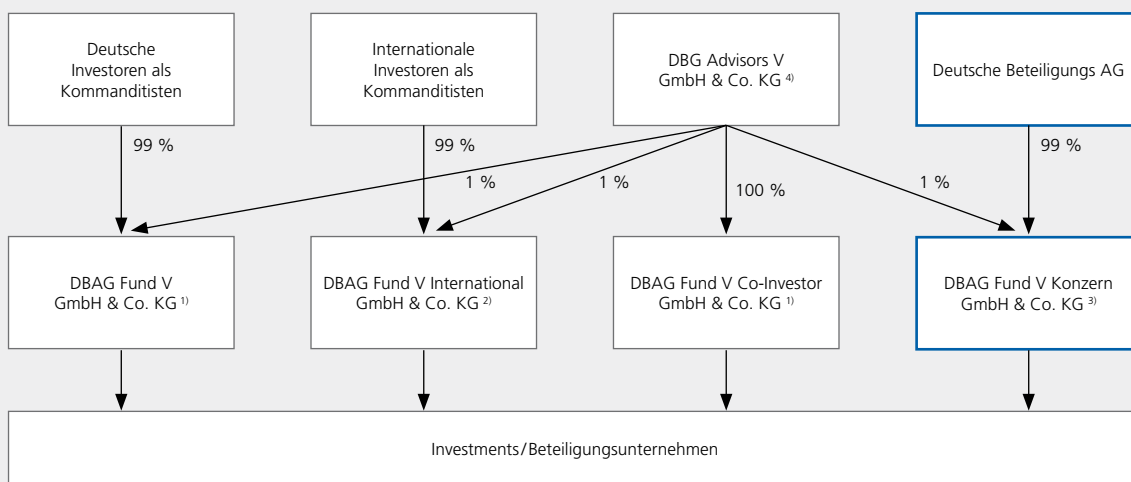 Deutsche
Investoren als
Kommanditisten
Internationale
Investoren als
Kommanditisten
DBG Advisors V
GmbH & Co. KG 4)
Deutsche Beteiligungs AG
99 %
99 %
99 %
1 %
1 %
100 %
1 %
DBAG Fund V
GmbH & Co. KG 1)
DBAG Fund V International
GmbH & Co. KG 2)
DBAG Fund V Co-Investor
GmbH & Co. KG 1)
DBAG Fund V Konzern
GmbH & Co. KG 3)
Investments/Beteiligungsunternehmen